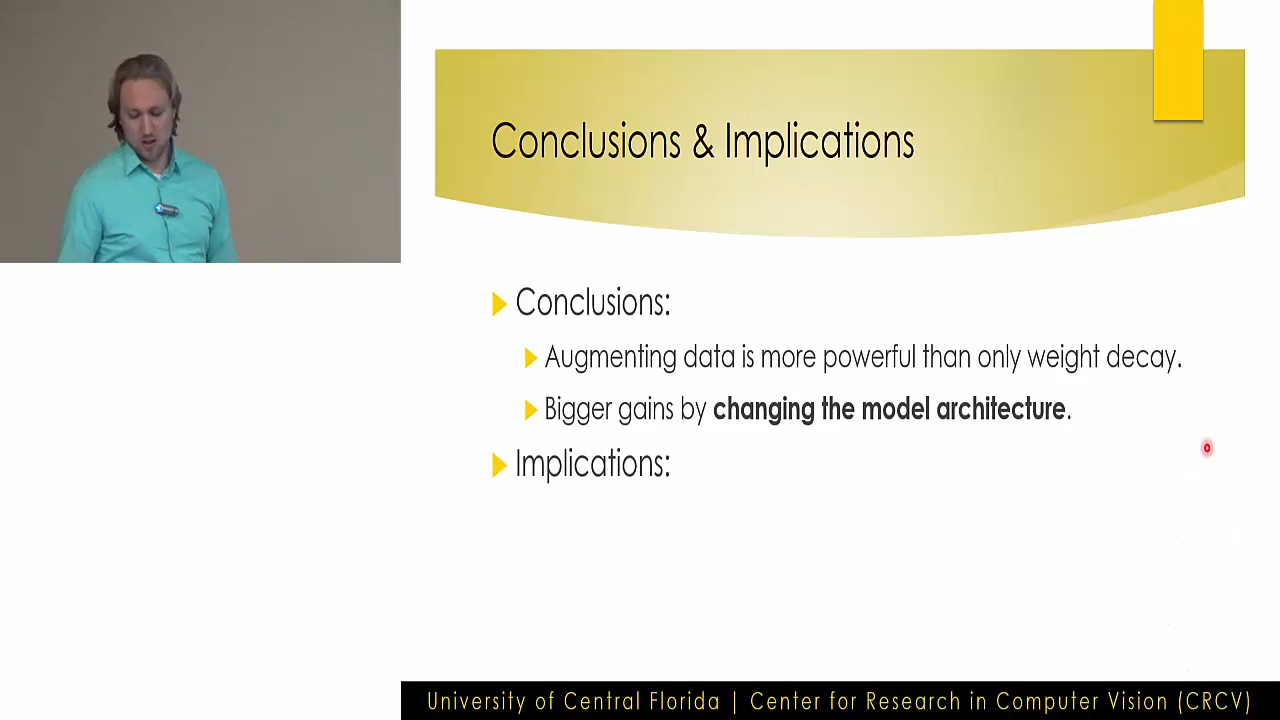 Conclusions & Implications
Conclusions:
Augmenting data is more powerful than only weight decay.
Bigger gains by changing the model architecture.
Implications:
University of Central Florida | Center for Research in Computer Vision (CRCV)